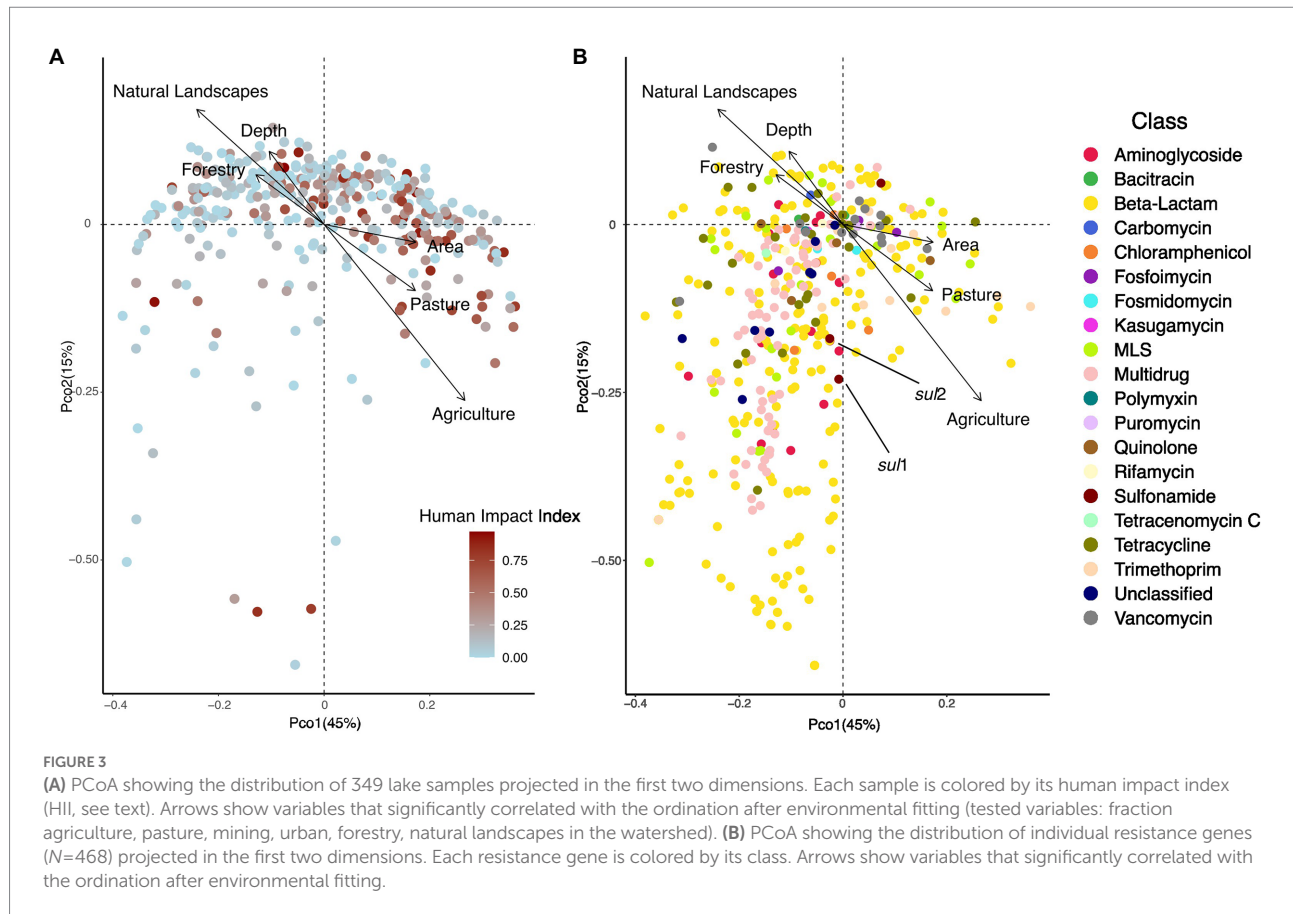 A
Natural Landscapes
Depth
Forestry
0
Area
Pasture
Pco2(15%)
−0.25
Agriculture
Human Impact Index
0.75
−0.50
0.50
0.25
0.00
−0.4
−0.2
0
0.2
Pco1(45%)
B
Natural Landscapes
Depth
Forestry
0
Area
Pasture
Pco2(15%)
−0.25
sul2
Agriculture
sul1
−0.50
−0.4
−0.2
0
0.2
Pco1(45%)
Class
Aminoglycoside
Bacitracin
Beta-Lactam
Carbomycin
Chloramphenicol
Fosfoimycin
Fosmidomycin
Kasugamycin
MLS
Multidrug
Polymyxin
Puromycin
Quinolone
Rifamycin
Sulfonamide
Tetracenomycin C
Tetracycline
Trimethoprim
Unclassified
Vancomycin
FIGURE 3
(A) PCoA showing the distribution of 349 lake samples projected in the first two dimensions. Each sample is colored by its human impact index
(HII, see text). Arrows show variables that significantly correlated with the ordination after environmental fitting (tested variables: fraction
agriculture, pasture, mining, urban, forestry, natural landscapes in the watershed). (B) PCoA showing the distribution of individual resistance genes
(N=468) projected in the first two dimensions. Each resistance gene is colored by its class. Arrows show variables that significantly correlated with
the ordination after environmental fitting.